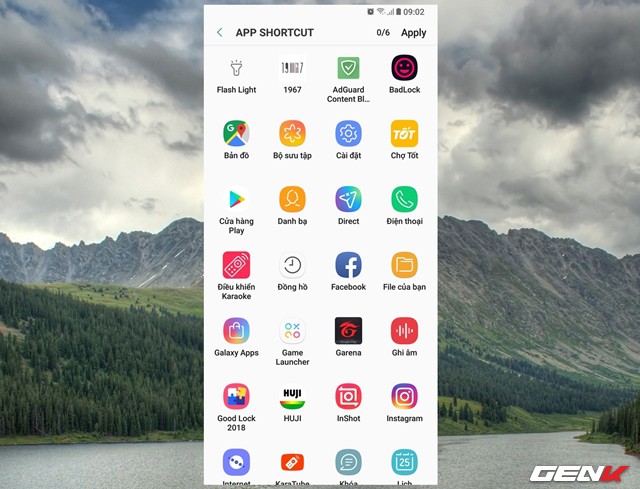 09:02
APP SHORTCUT 0/6 Apply
Flash Light 1967 AdGuard Content Bl... BadLock
Bản đồ Bộ sưu tập Cài đặt Chợ Tốt
TỐT
Cửa hàng Play Danh bạ Direct Điện thoại
Điều khiển Karaoke Đồng hồ Facebook File của bạn
Galaxy Apps Game Launcher Garena Ghi âm
HUJI
Good Lock 2018 HUJI InShot Instagram
25
Internet KaraTube Khóa Lịch
GENK